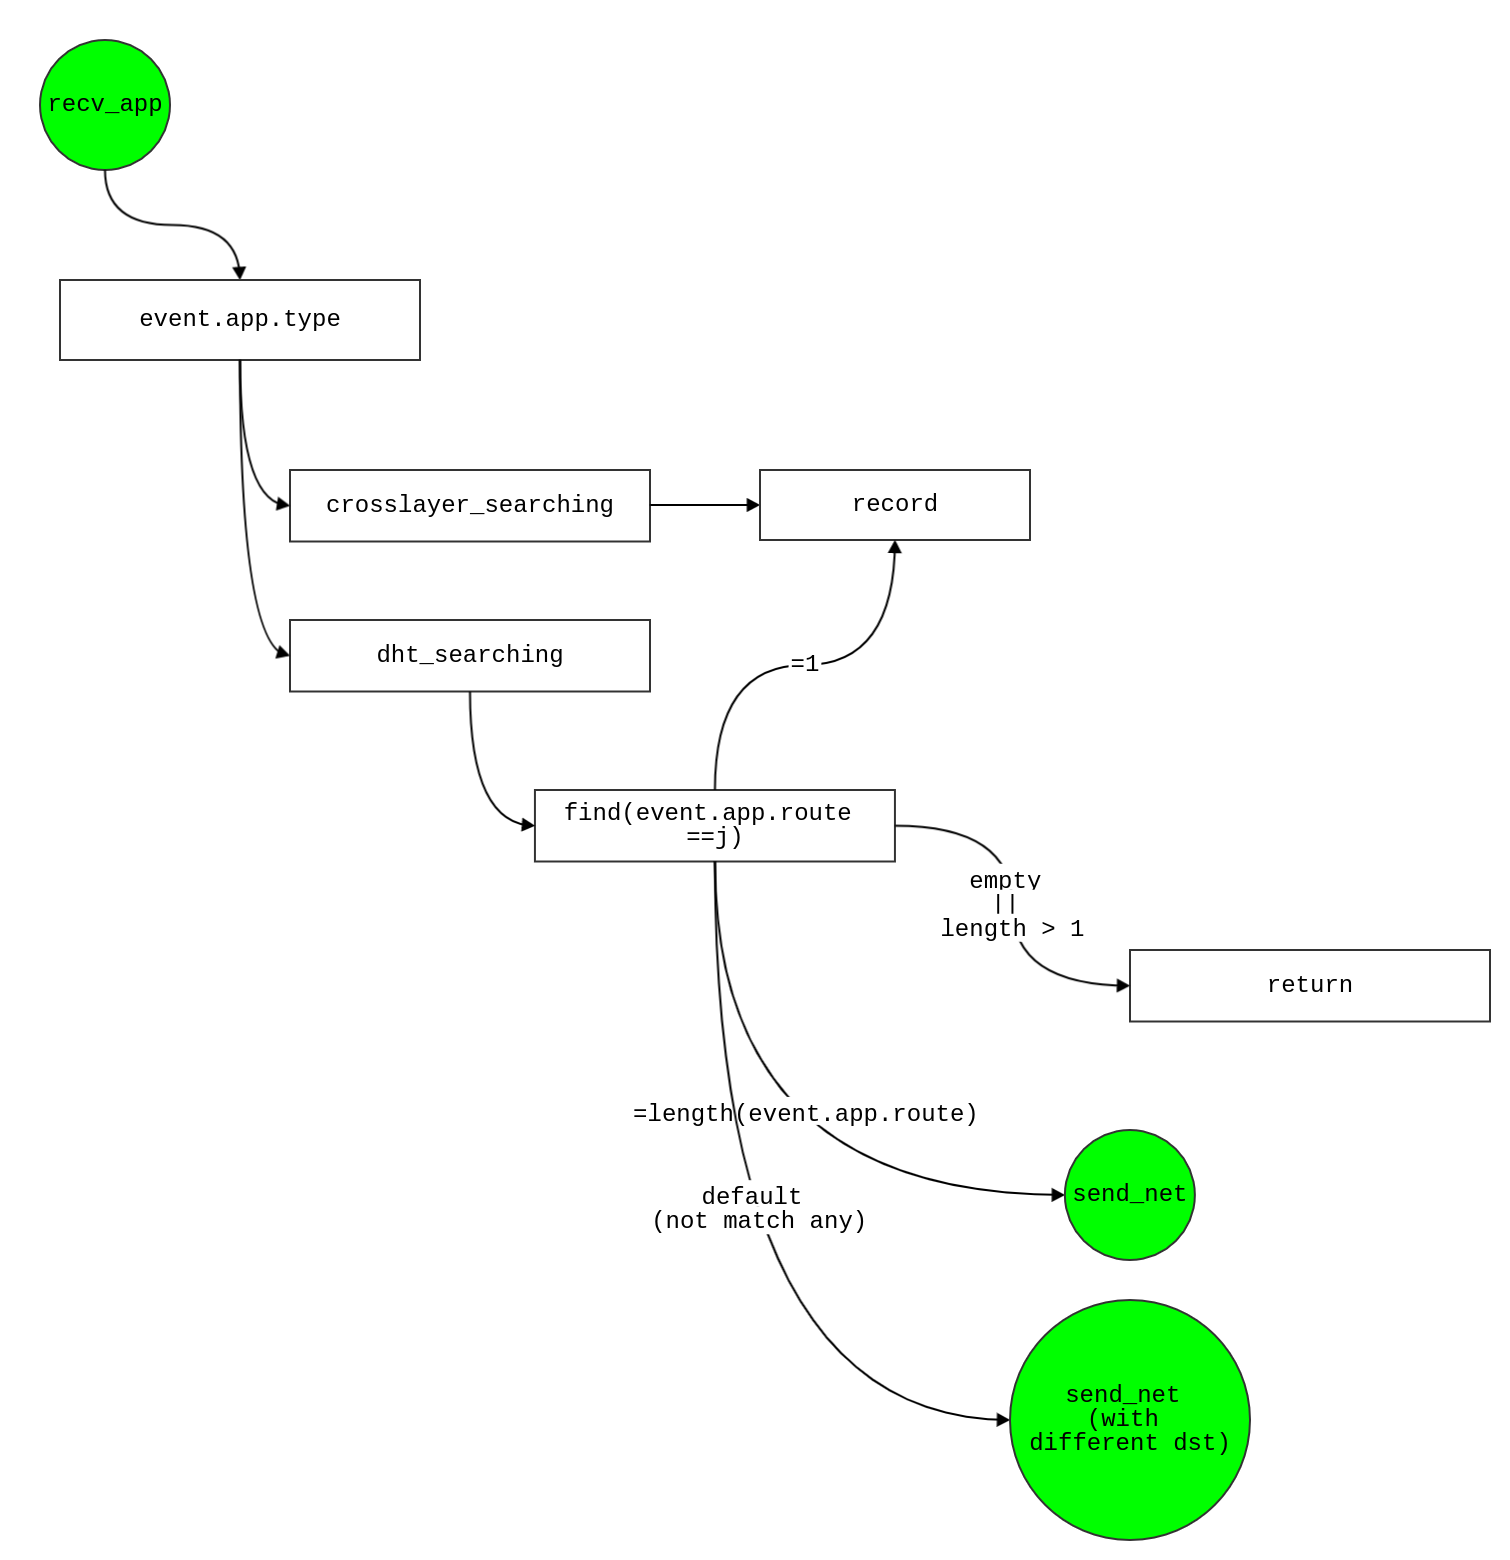 recv_app
event.app.type
crosslayer_searching
record
dht_searching
=1
find(event.app.route
==j)
empty
||
length > 1
return
=length(event.app.route)
send_net
default
(not match any)
send_net
(with
different dst)